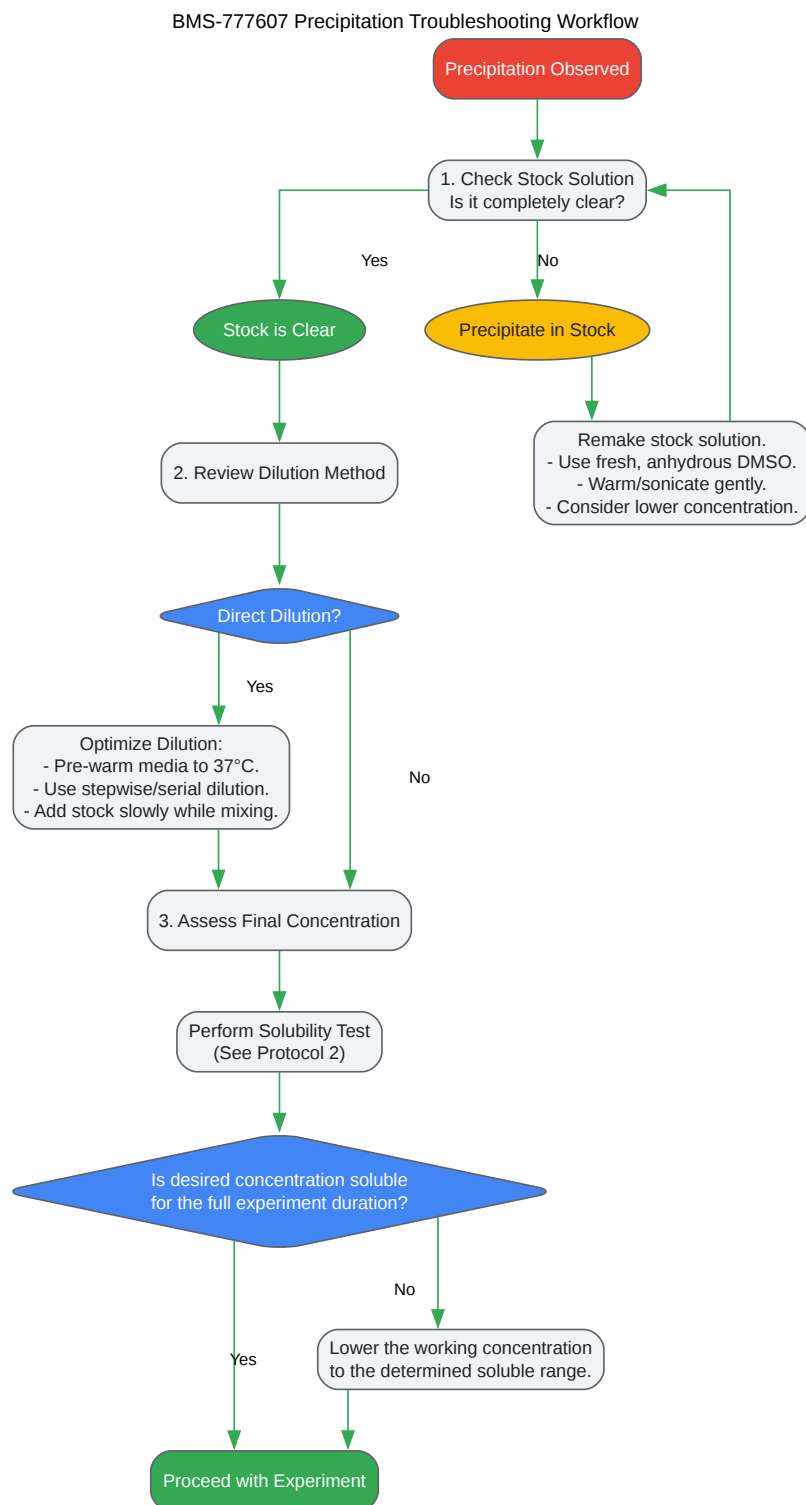 BMS-777607 Precipitation Troubleshooting Workflow
Precipitation Observed
1. Check Stock Solution
Is it completely clear?
Yes
No
Stock is Clear
Precipitate in Stock
Remake stock solution.
- Use fresh, anhydrous DMSO.
- Warm/sonicate gently.
- Consider lower concentration.
2. Review Dilution Method
Direct Dilution?
Yes
Optimize Dilution:
- Pre-warm media to 37°C.
- Use stepwise/serial dilution.
- Add stock slowly while mixing.
No
3. Assess Final Concentration
Perform Solubility Test
(See Protocol 2)
Is desired concentration soluble
for the full experiment duration?
No
Lower the working concentration
to the determined soluble range.
Yes
Proceed with Experiment